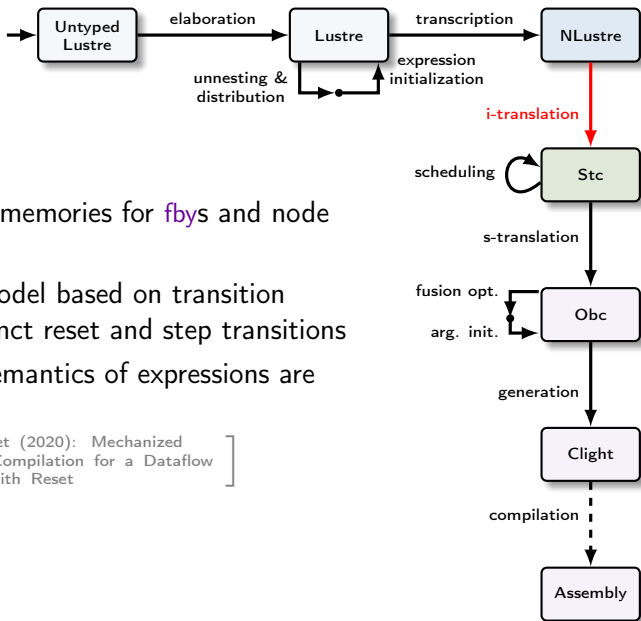 Untyped
Lustre
elaboration
Lustre
transcription
NLustre
unnesting &
distribution
expression
initialization
i-translation
scheduling
Stc
memories for fbys and node
s-translation
odel based on transition
nct reset and step transitions
fusion opt.
Obc
arg. init.
emantics of expressions are
generation
et (2020): Mechanized
Compilation for a Dataflow
ith Reset
Clight
compilation
Assembly